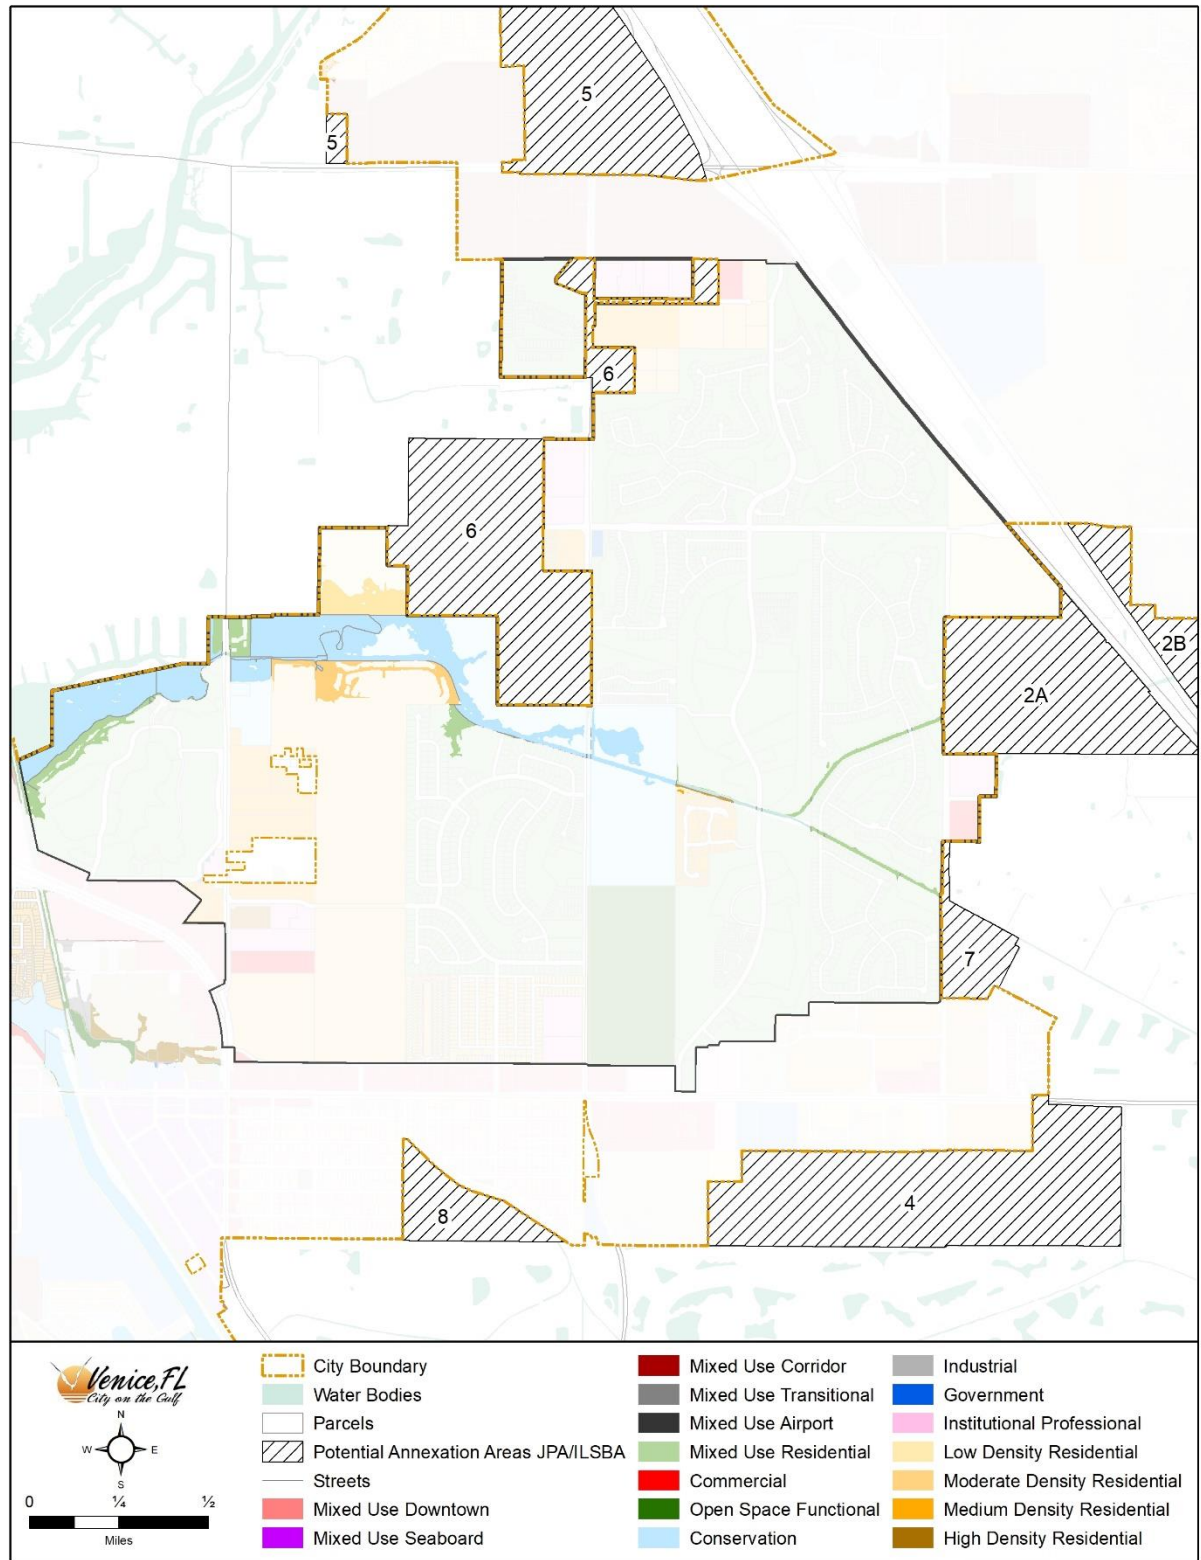 5
5
6
6
2B
2A
7
4
8
Venice, FL
City on the Gulf
N
W E
S
0 ¼ ½
Miles
City Boundary
Water Bodies
Parcels
Potential Annexation Areas JPA/ILSBA
Streets
Mixed Use Downtown
Mixed Use Seaboard
Mixed Use Corridor
Mixed Use Transitional
Mixed Use Airport
Mixed Use Residential
Commercial
Open Space Functional
Conservation
Industrial
Government
Institutional Professional
Low Density Residential
Moderate Density Residential
Medium Density Residential
High Density Residential